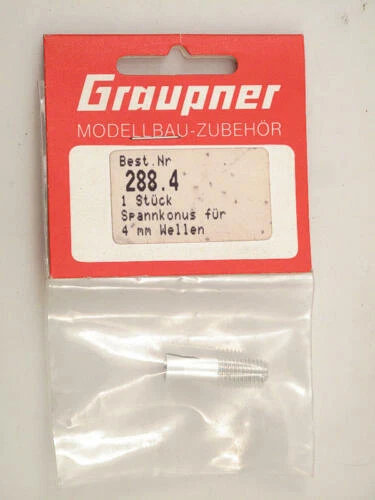 Graupner
MODELLBAU-ZUBEHÖR
Best.Nr
288.4
1 Stück
Spannkonus für
4 mm Wellen